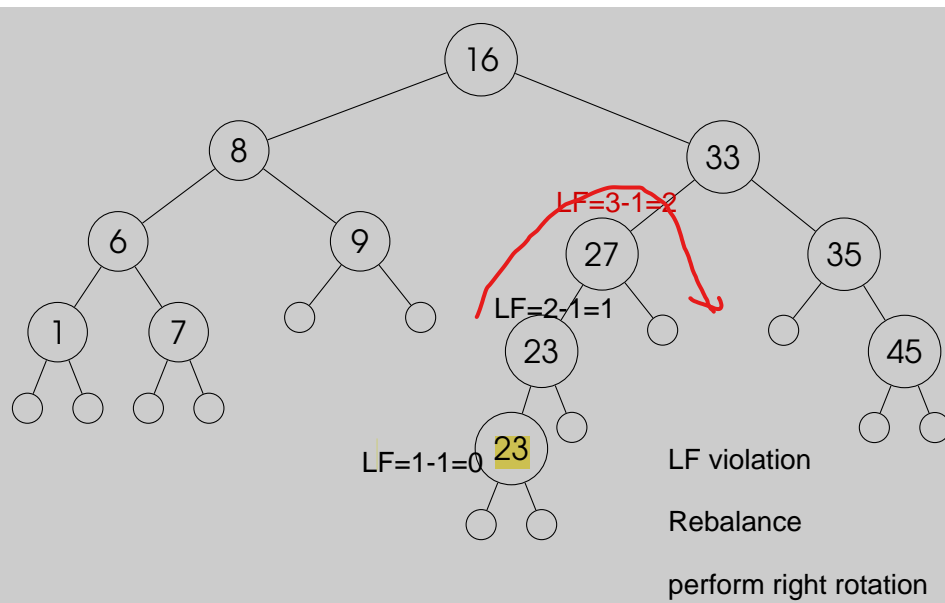 16
8
33
LF=3-1=2
6
9
27
35
LF=2-1=1
1
7
23
45
LF=1-1=0
23
LF violation
Rebalance
perform right rotation